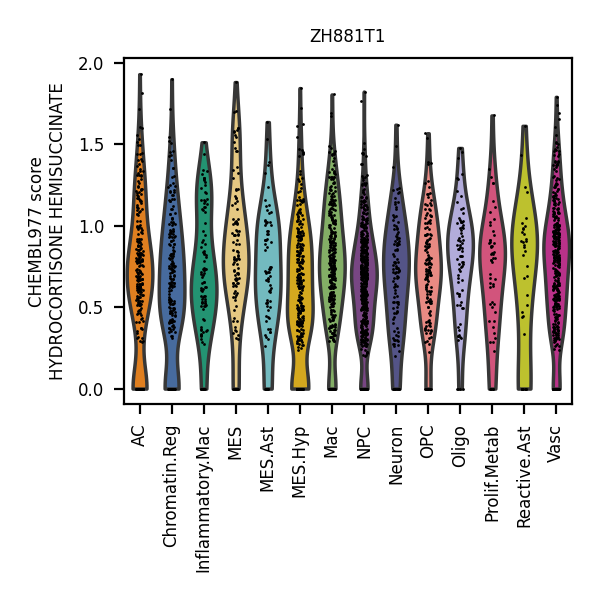 ZH881T1
CHEMBL977 score
HYDROCORTISONE HEMISUCCINATE
2.0
1.5
1.0
0.5
0.0
AC
Chromatin.Reg
Inflammatory.Mac
MES
MES.Ast
MES.Hyp
Mac
NPC
Neuron
OPC
Oligo
Prolif.Metab
Reactive.Ast
Vasc